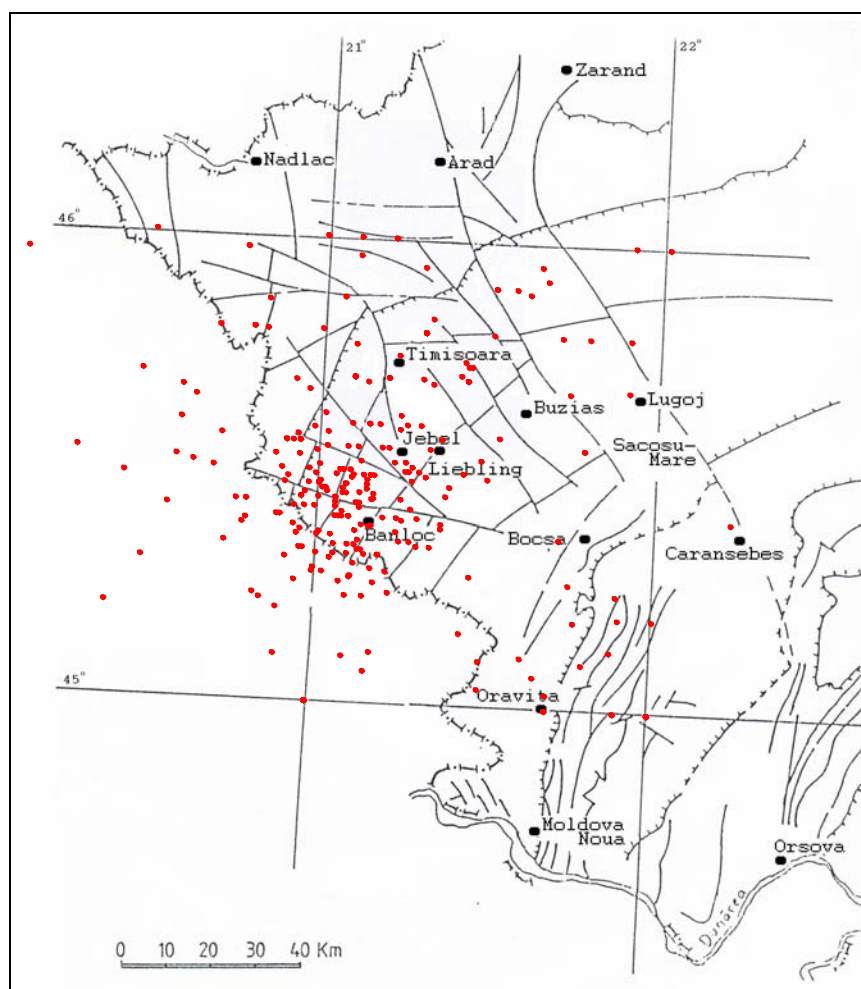 21°
22°
Zarand
Nadlac
Arad
46°
Timisoara
Buzias
Lugoj
Jebel
Sacosu-
Mare
Liebling
Banloc
Bocsa
Caransebes
45°
Oravita
Moldova
Noua
Orsova
Dunărea
0 10 20 30 40 Km